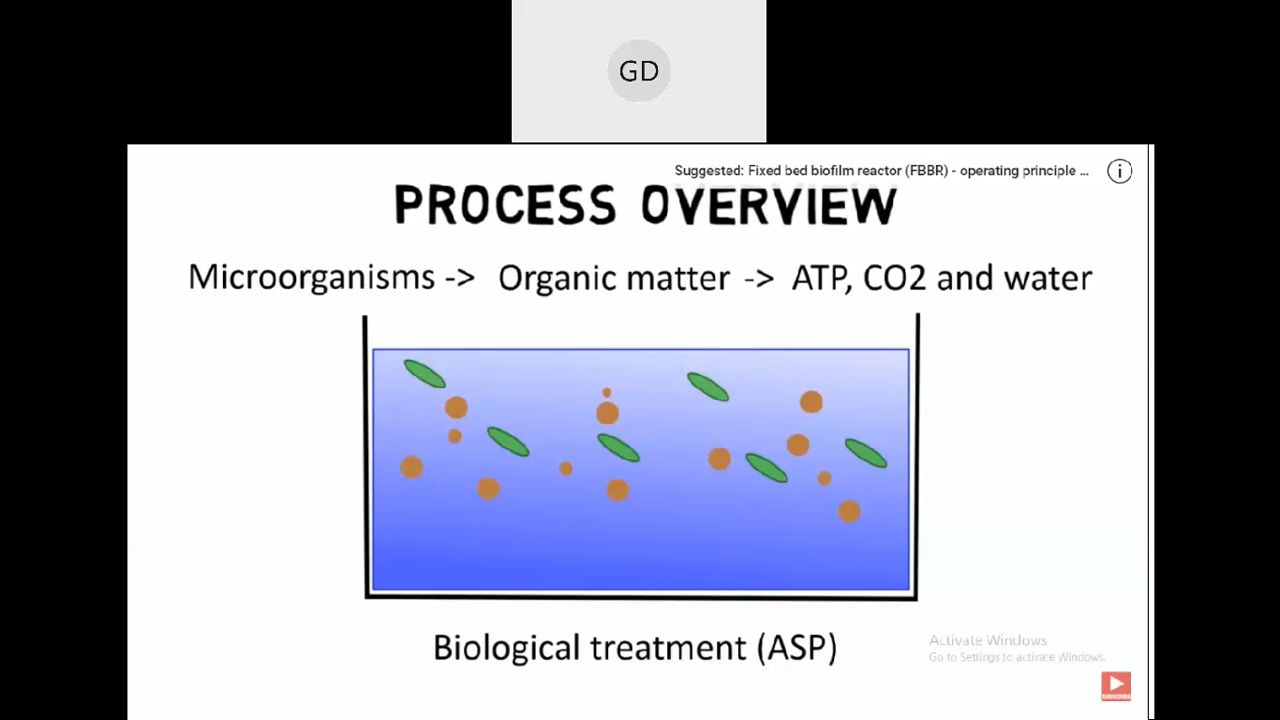 GD
Suggested: Fixed bed biofilm reactor (FBBR) - operating principle ...
PROCESS OVERVIEW
Microorganisms -> Organic matter -> ATP, CO2 and water
Biological treatment (ASP)
Activate Windows
Go to Settings to activate Windows.
SUBSCRIBE